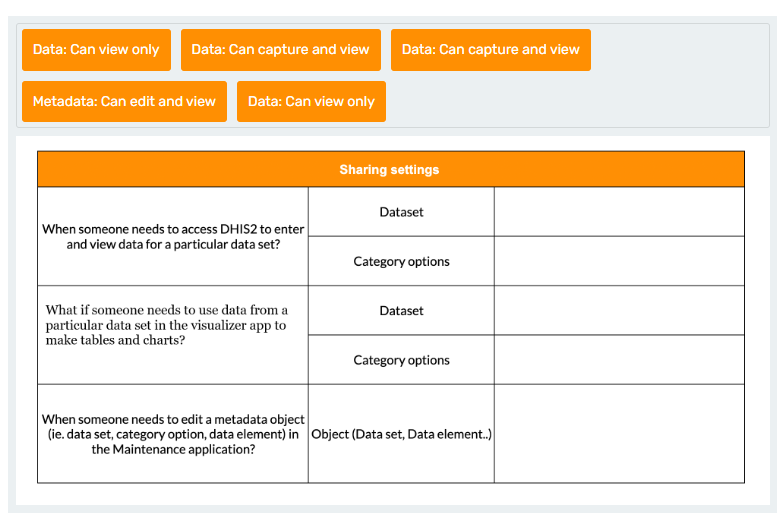 Data: Can view only
Data: Can capture and view
Data: Can capture and view
Metadata: Can edit and view
Data: Can view only
Sharing settings
When someone needs to access DHIS2 to enter
and view data for a particular data set?
Dataset
Category options
What if someone needs to use data from a
particular data set in the visualizer app to
make tables and charts?
Dataset
Category options
When someone needs to edit a metadata object
(ie. data set, category option, data element) in
the Maintenance application?
Object (Data set, Data element..)